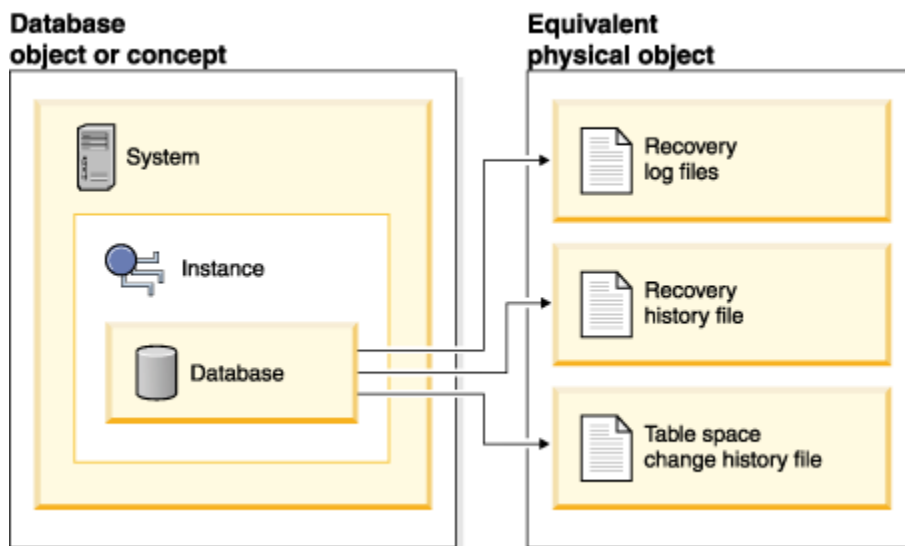 Database
object or concept
Equivalent
physical object
System
Instance
Database
Recovery
log files
Recovery
history file
Table space
change history file